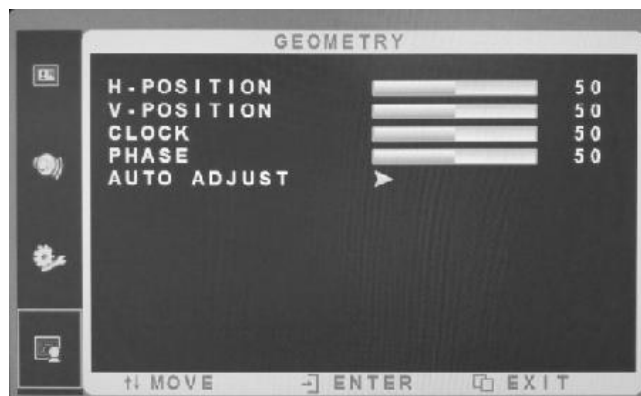 GEOMETRY
H-POSITION 50
V-POSITION 50
CLOCK 50
PHASE 50
AUTO ADJUST
MOVE ENTER EXIT